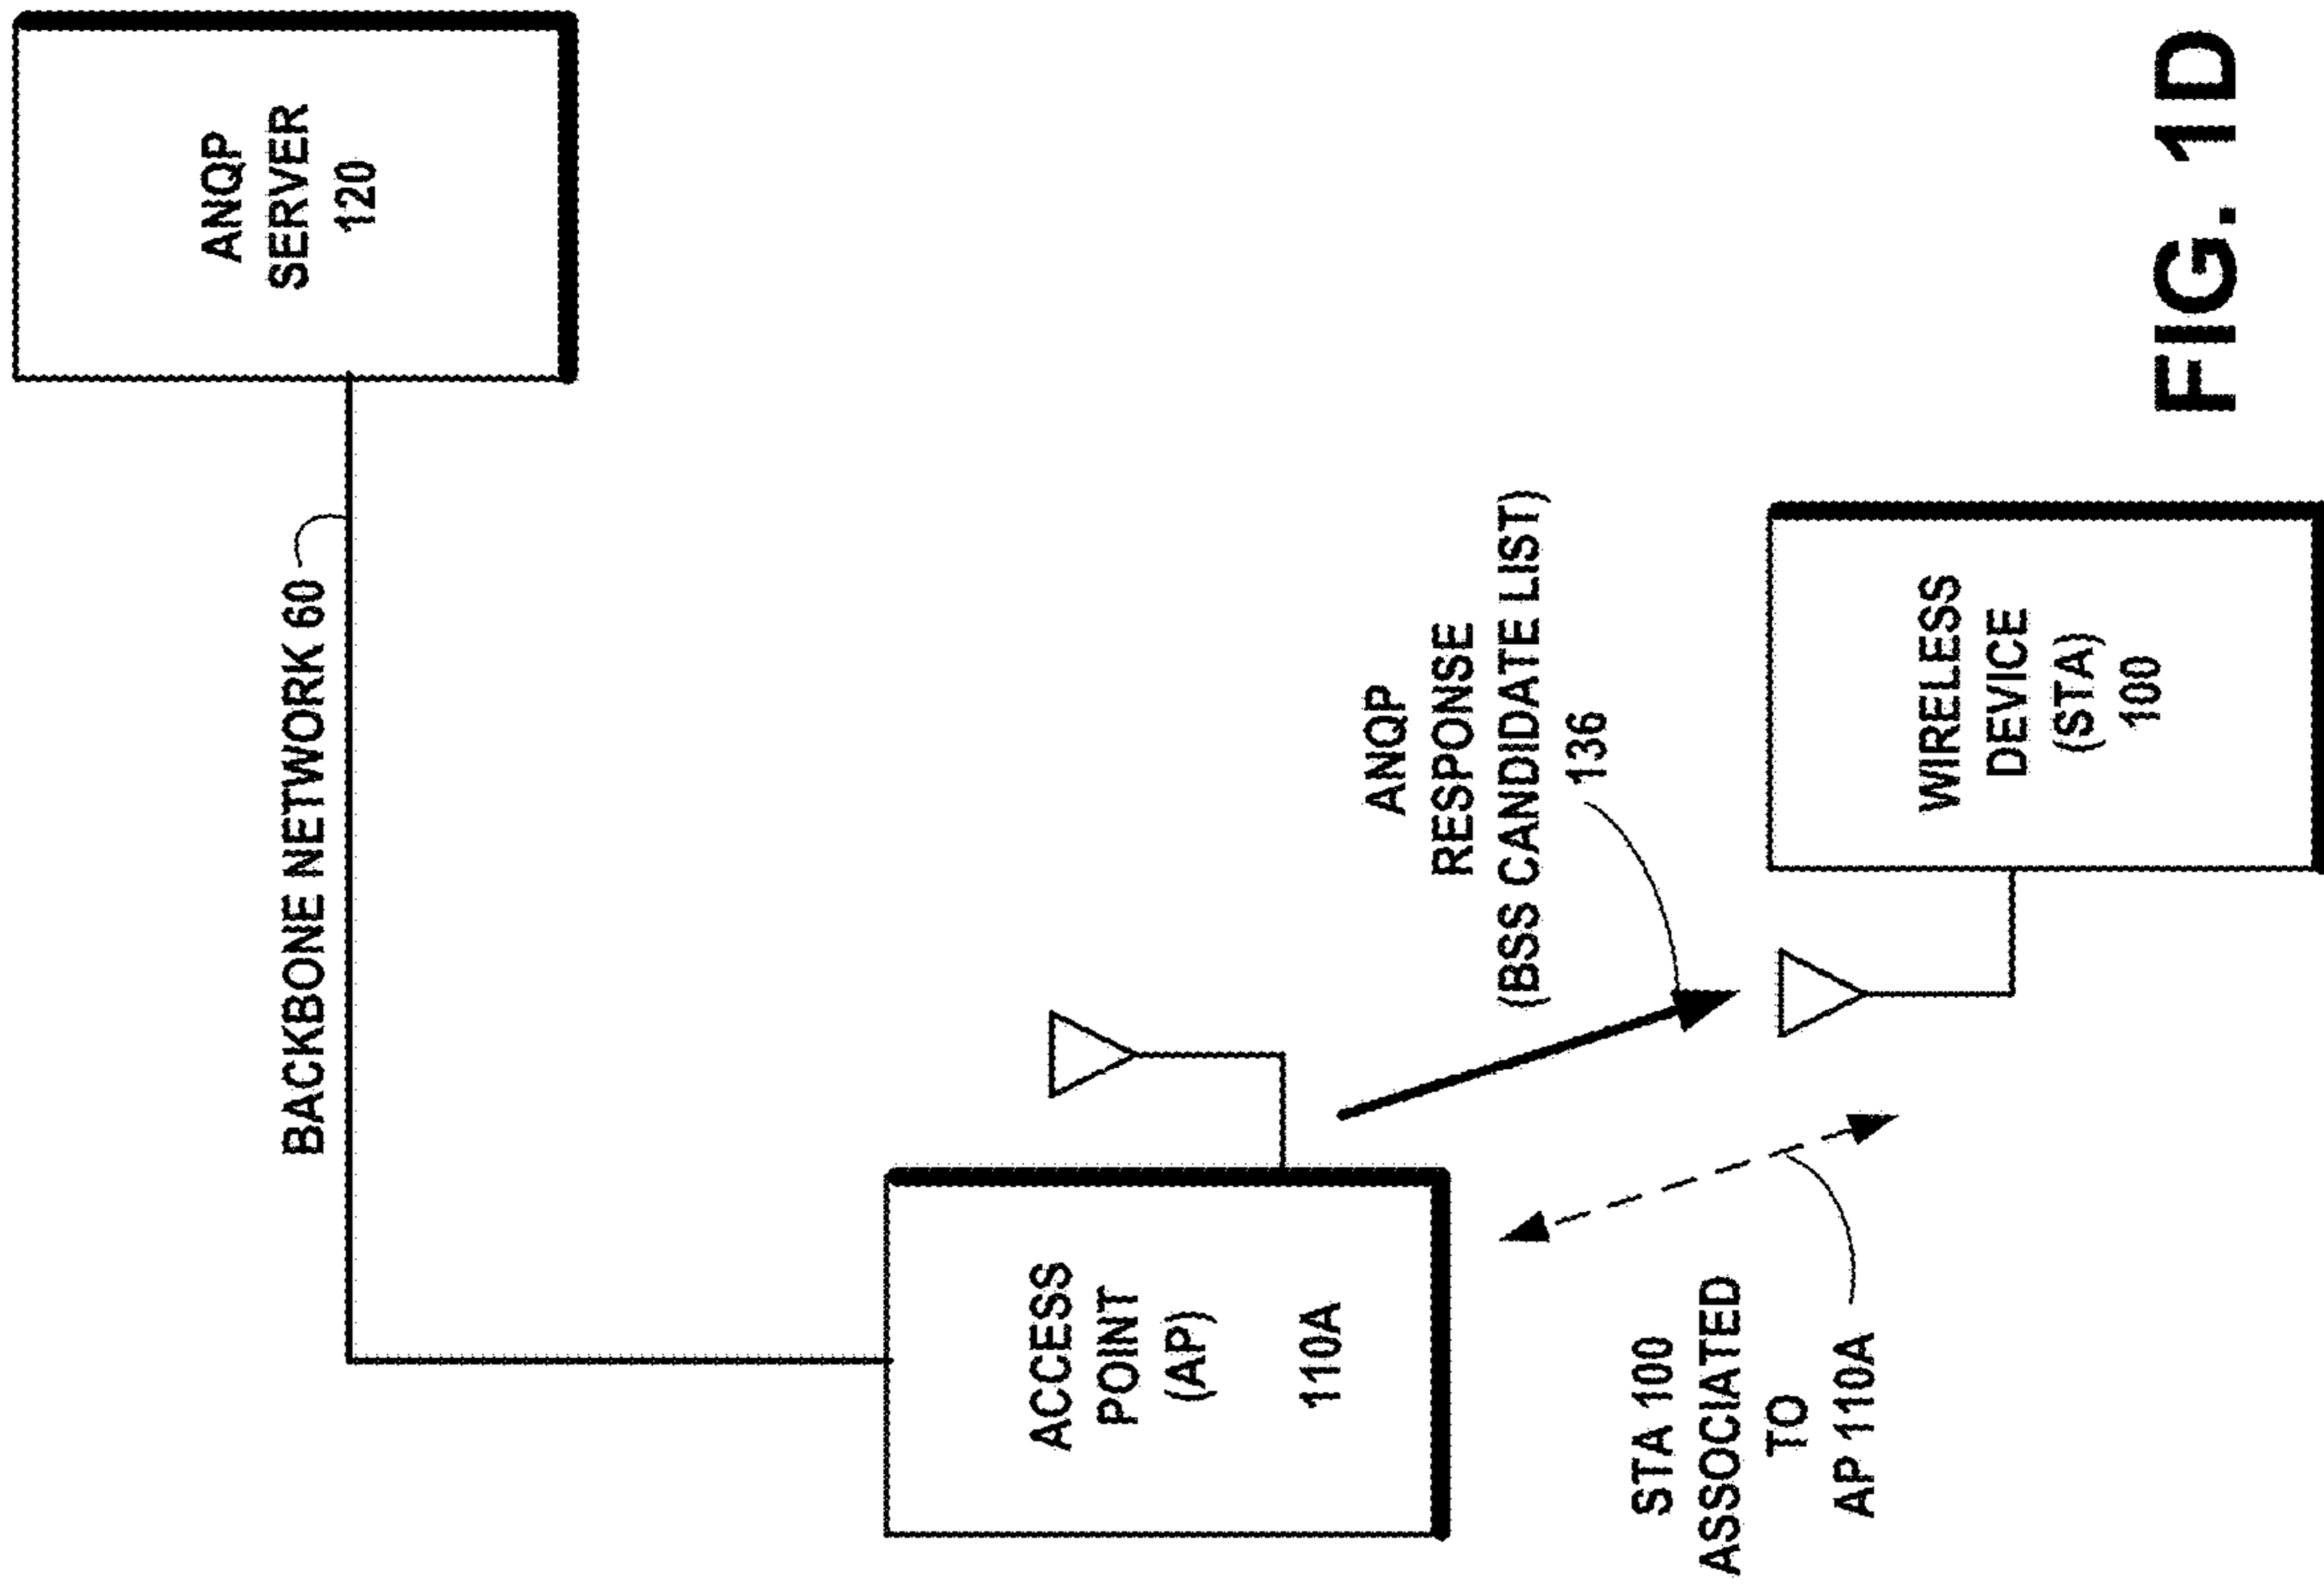 ANQP
SERVER
120
BACKBONE NETWORK 60
ACCESS
POINT
(AP)
110A
ANQP
RESPONSE
(BSS CANDIDATE LIST)
136
STA 100
ASSOCIATED
TO
AP 110A
WIRELESS
DEVICE
(STA)
100
FIG. 1D